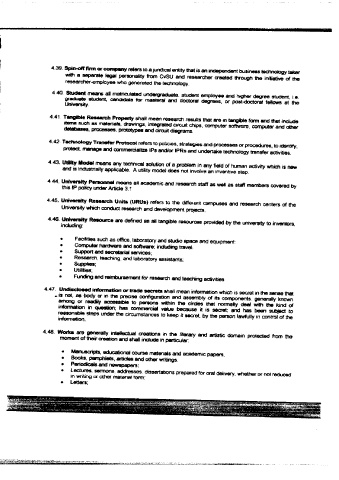 4.39. Spin-off firm or company refers to a juridical entity that is an independent business technology taker
with a separate legal personality from CvSU and researcher created through the initiative of the
researcher-employee who generated the technology.
4.40. Student means all matriculated undergraduate, student employee and higher degree student, i.e.
graduate student, candidate for masteral and doctoral degrees, or post-doctoral fellows at the
University.
4.41. Tangible Research Property shall mean research results that are in tangible form and that include
items such as materials, drawings, integrated circuit chips, computer software, computer and other
databases, processes, prototypes and circuit diagrams.
4.42 Technology Transfer Protocol refers to policies, strategies and processes or procedures, to identify,
protect, manage and commercialize IPs and/or IPRs and undertake technology transfer activities.
4.43. Utility Model means any technical solution of a problem in any field of human activity which is new
and is industrially applicable. A utility model does not involve an inventive step.
4.44. University Personnel means all academic and research staff as well as staff members covered by
this IP policy under Article 3.1
4.45. University Research Units (URUs) refers to the different campuses and research centers of the
University which conduct research and development projects.
4.46. University Resource are defined as all tangible resources provided by the university to inventors,
including:
• Facilities such as office, laboratory and studio space and equipment;
• Computer hardware and software, including travel;
• Support and secretarial services;
• Research, teaching, and laboratory assistants;
• Supplies;
• Utilities;
• Funding and reimbursement for research and teaching activities
4.47. Undisclosed information or trade secrets shall mean information which is secret in the sense that
is not, as body or in the precise configuration and assembly of its components, generally known
among or readily accessible to persons within the circles that normally deal with the kind of
information in question; has commercial value because it is secret; and has been subject to
reasonable steps under the circumstances to keep it secret, by the person lawfully in control of the
information.
4.48. Works are generally intellectual creations in the literary and artistic domain protected from the
moment of their creation and shall include in particular:
• Manuscripts, educational course materials and academic papers,
• Books, pamphlets, articles and other writings
• Periodicals and newspapers;
• Lectures, sermons, addresses, dissertations prepared for oral delivery, whether or not reduced
in writing or other material form;
• Letters;